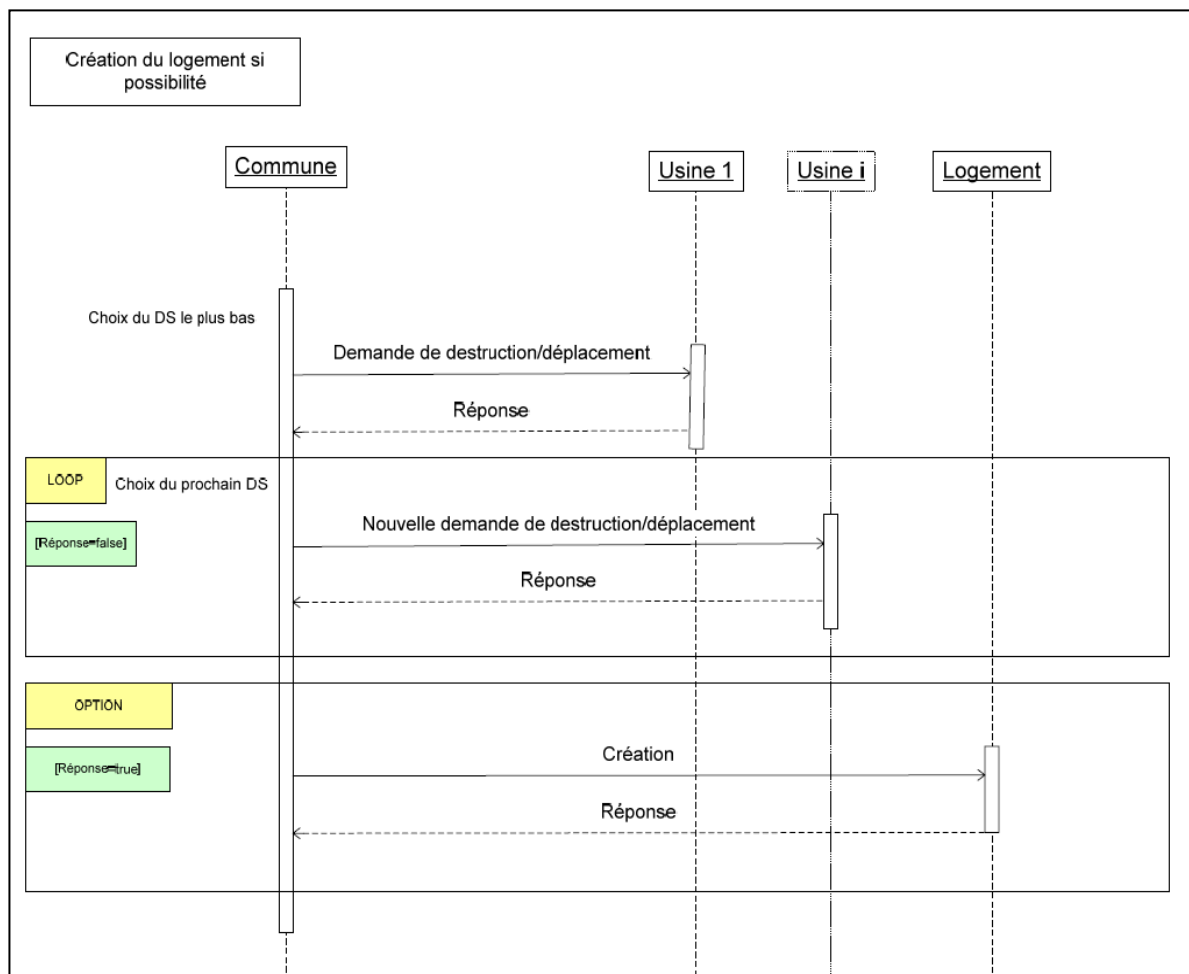 Création du logement si
possibilité
Commune
Usine 1
Usine i
Logement
Choix du DS le plus bas
Demande de destruction/déplacement
Réponse
LOOP
Choix du prochain DS
[Réponse=false]
Nouvelle demande de destruction/déplacement
Réponse
OPTION
[Réponse=true]
Création
Réponse